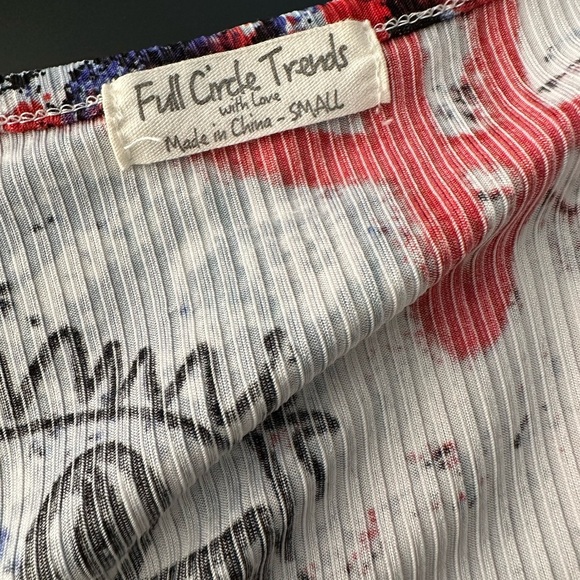 Full Circle Trends
with Love
Made in China - SMALL